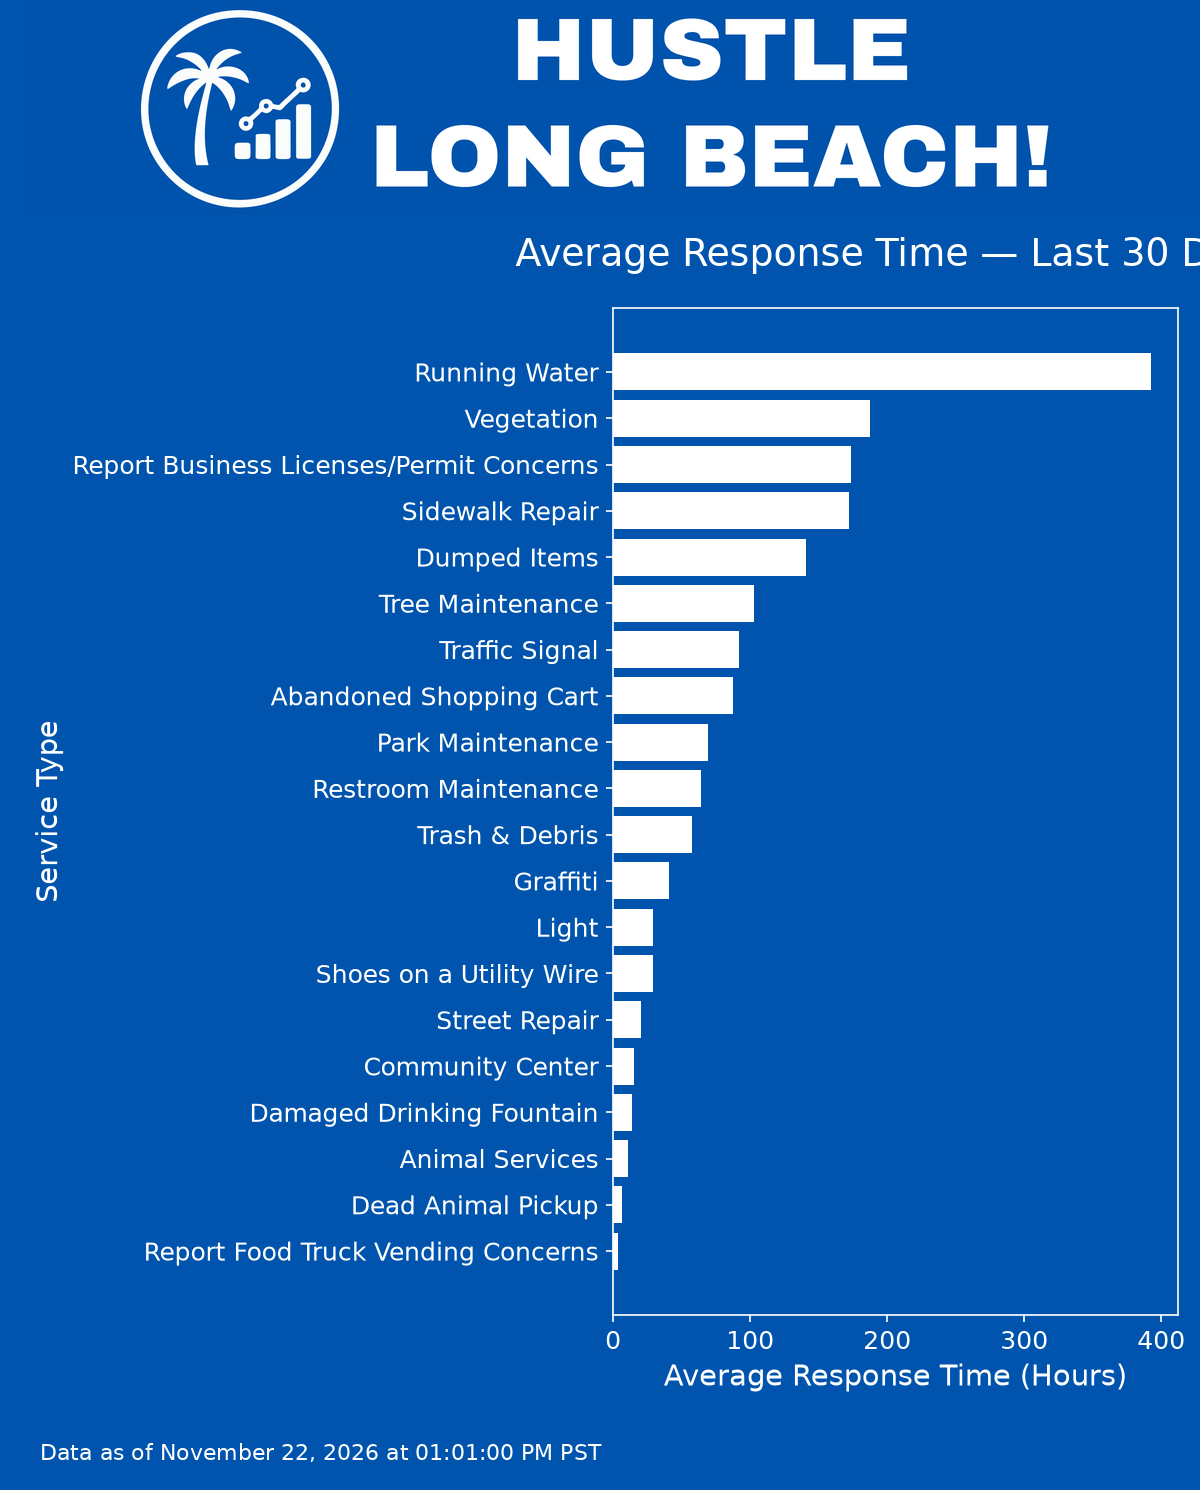 HUSTLE
LONG BEACH!
Average Response Time — Last 30
Running Water
Vegetation
Report Business Licenses/Permit Concerns
Sidewalk Repair
Dumped Items
Tree Maintenance
Traffic Signal
Abandoned Shopping Cart
Park Maintenance
Restroom Maintenance
Trash & Debris
Graffiti
Light
Shoes on a Utility Wire
Street Repair
Community Center
Damaged Drinking Fountain
Animal Services
Dead Animal Pickup
Report Food Truck Vending Concerns
Service Type
0 100 200 300 400
Average Response Time (Hours)
Data as of November 22, 2026 at 01:01:00 PM PST